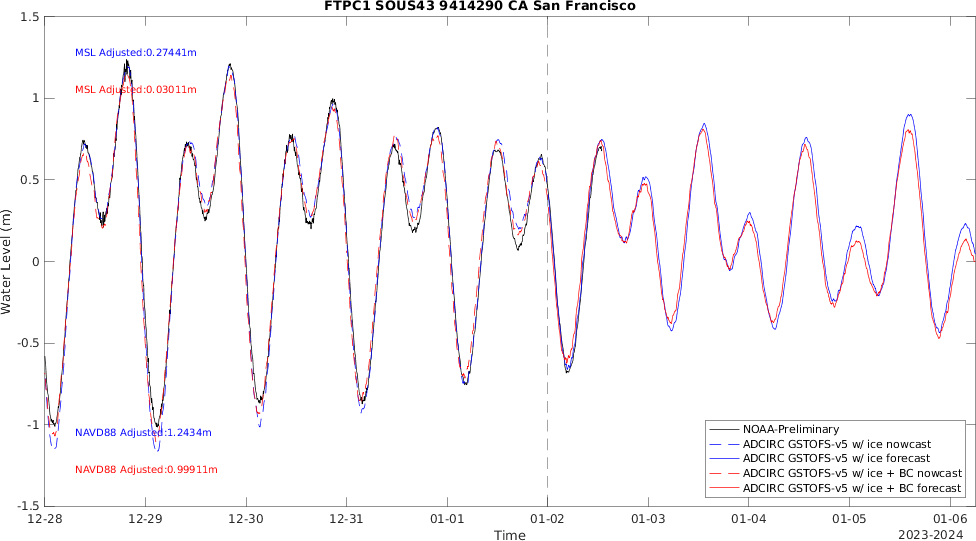 FTPC1 SOUS43 9414290 CA San Francisco
1.5
MSL Adjusted:0.27441m
MSL Adjusted:0.03011m
1
0.5
0
-0.5
-1
-1.5
Water Level (m)
NAVD88 Adjusted:1.2434m
NAVD88 Adjusted:0.99911m
NOAA-Preliminary
ADCIRC GSTOFS-v5 w/ ice nowcast
ADCIRC GSTOFS-v5 w/ ice forecast
ADCIRC GSTOFS-v5 w/ ice + BC nowcast
ADCIRC GSTOFS-v5 w/ ice + BC forecast
12-28 12-29 12-30 12-31 01-01 01-02 01-03 01-04 01-05 01-06
Time
2023-2024